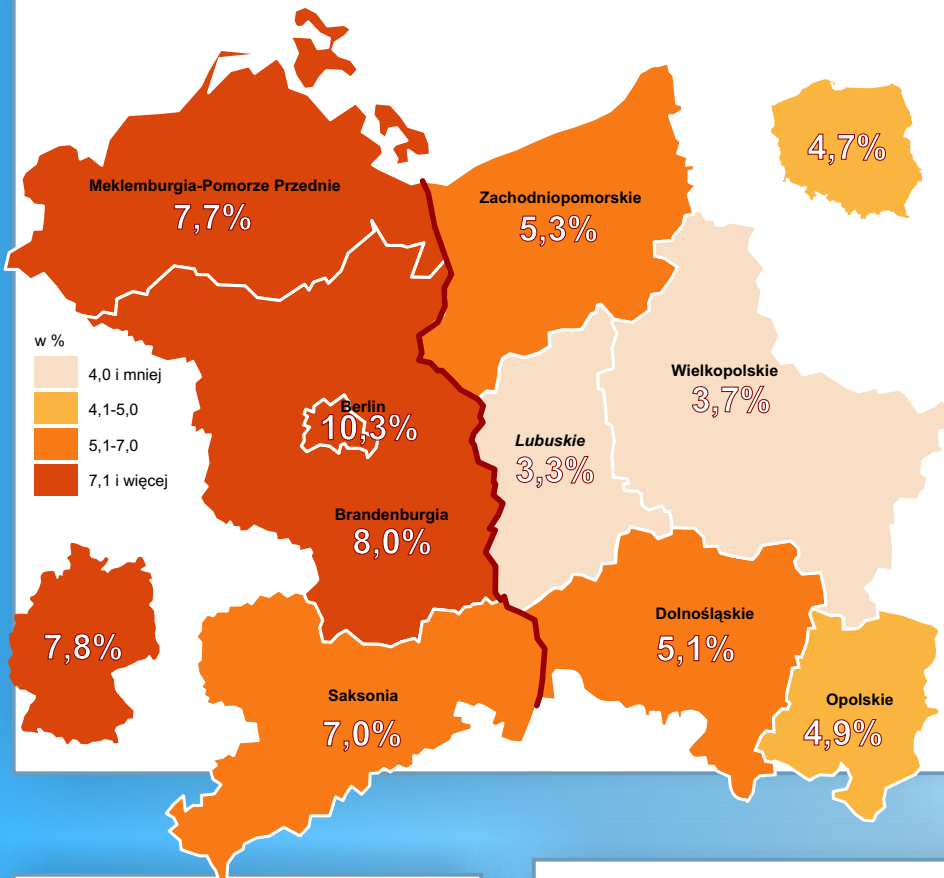 4,7%
Meklemburgia-Pomorze Przednie
7,7%
Zachodniopomorskie
5,3%
w %
4,0 i mniej
4,1-5,0
5,1-7,0
7,1 i więcej
Berlin
10,3%
Wielkopolskie
3,7%
Lubuskie
3,3%
Brandenburgia
8,0%
7,8%
Dolnośląskie
5,1%
Saksonia
7,0%
Opolskie
4,9%